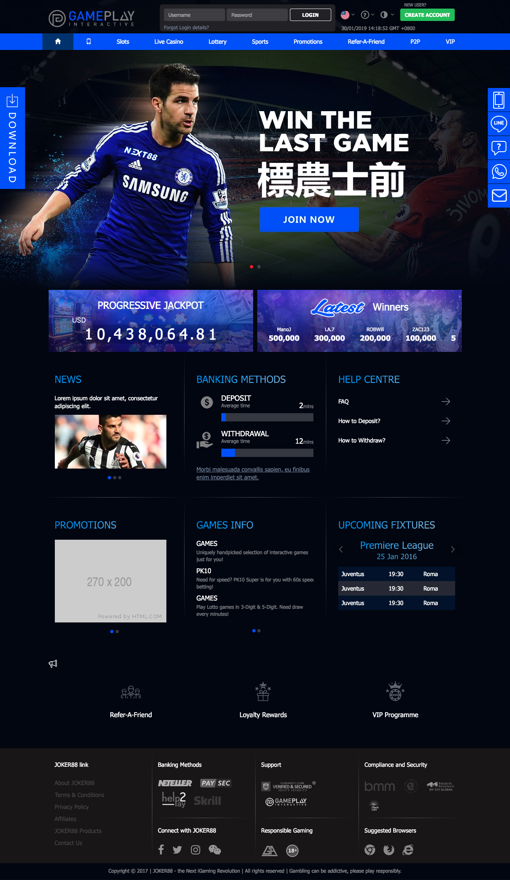 NEW USER?
GAMEPLAY
INTERACTIVE
Username
Password
LOGIN
CREATE ACCOUNT
Forgot Login details?
30/01/2019 14:18:53 GMT +0800
Slots
Live Casino
Lottery
Sports
Promotions
Refer-A-Friend
P2P
VIP
DOWNLOAD
LINE
NEXT88
SAMSUNG
WIN THE
LAST GAME
標農士前
JOIN NOW
PROGRESSIVE JACKPOT
USD
10,438,064.81
Latest Winners
ManoJ
LA.7
RDBW8
ZAC1J3
500,000
300,000
200,000
100,000
5
NEWS
Lorem ipsum dolor sit amet, consectetur
adipiscing elit.
BANKING METHODS
DEPOSIT
Average time
2mins
WITHDRAWAL
Average time
12mins
Morbi malesuada convallis sapien, eu finibus
enim imperdiet sit amet.
HELP CENTRE
FAQ
How to Deposit?
How to Withdraw?
PROMOTIONS
270 x 200
Powered by HTML.COM
GAMES INFO
GAMES
Uniquely handpicked selection of interactive games
just for you!
PK10
Need for speed? PK10 Super is for you with 60s speed
betting!
GAMES
Play Lotto games in 3-Digit & 5-Digit. Need draw
every minutes!
UPCOMING FIXTURES
Premiere League
25 Jan 2016
Juventus 19:30 Roma
Juventus 19:30 Roma
Juventus 19:30 Roma
Refer-A-Friend
Loyalty Rewards
VIP Programme
JOKER88 link
About JOKER88
Terms & Conditions
Privacy Policy
Affiliates
JOKER88 Products
Contact Us
Banking Methods
NETELLER
PAY SEC
help2pay
Skrill
Connect with JOKER88
Support
VERIFIED & SECURED
GAMEPLAY
INTERACTIVE
Responsible Gaming
18+
Compliance and Security
bmm
Suggested Browsers
Copyright © 2017 | JOKER88 - the Next iGaming Revolution | All rights reserved | Gambling can be addictive, please play responsibly.